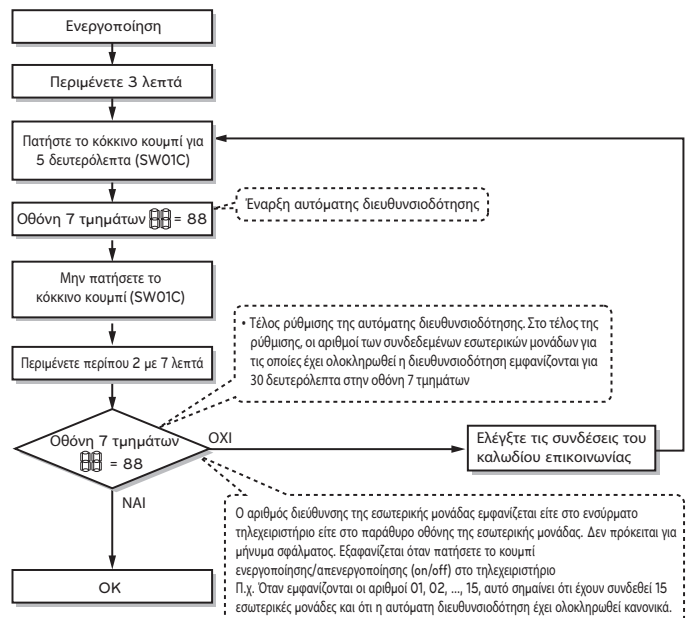 Ενεργοποίηση
Περιμένετε 3 λεπτά
Πατήστε το κόκκινο κουμπί για
5 δευτερόλεπτα (SW01C)
Οθόνη 7 τμημάτων 88 = 88
Έναρξη αυτόματης διευθυνσιοδότησης
Μην πατήσετε το
κόκκινο κουμπί (SW01C)
• Τέλος ρύθμισης της αυτόματης διευθυνσιοδότησης. Στο τέλος της
ρύθμισης, οι αριθμοί των συνδεδεμένων εσωτερικών μονάδων για
τις οποίες έχει ολοκληρωθεί η διευθυνσιοδότηση εμφανίζονται για
30 δευτερόλεπτα στην οθόνη 7 τμημάτων
Περιμένετε περίπου 2 με 7 λεπτά
Οθόνη 7 τμημάτων
88 = 88
ΟΧΙ
Ελέγξτε τις συνδέσεις του
καλωδίου επικοινωνίας
ΝΑΙ
Ο αριθμός διεύθυνσης της εσωτερικής μονάδας εμφανίζεται είτε στο ενσύρματο
τηλεχειριστήριο είτε στο παράθυρο οθόνης της εσωτερικής μονάδας. Δεν πρόκειται για
μήνυμα σφάλματος. Εξαφανίζεται όταν πατήσετε το κουμπί
ενεργοποίησης/απενεργοποίησης (on/off) στο τηλεχειριστήριο
Π.χ. Όταν εμφανίζονται οι αριθμοί 01, 02, ..., 15, αυτό σημαίνει ότι έχουν συνδεθεί 15
εσωτερικές μονάδες και ότι η αυτόματη διευθυνσιοδότηση έχει ολοκληρωθεί κανονικά.
OK